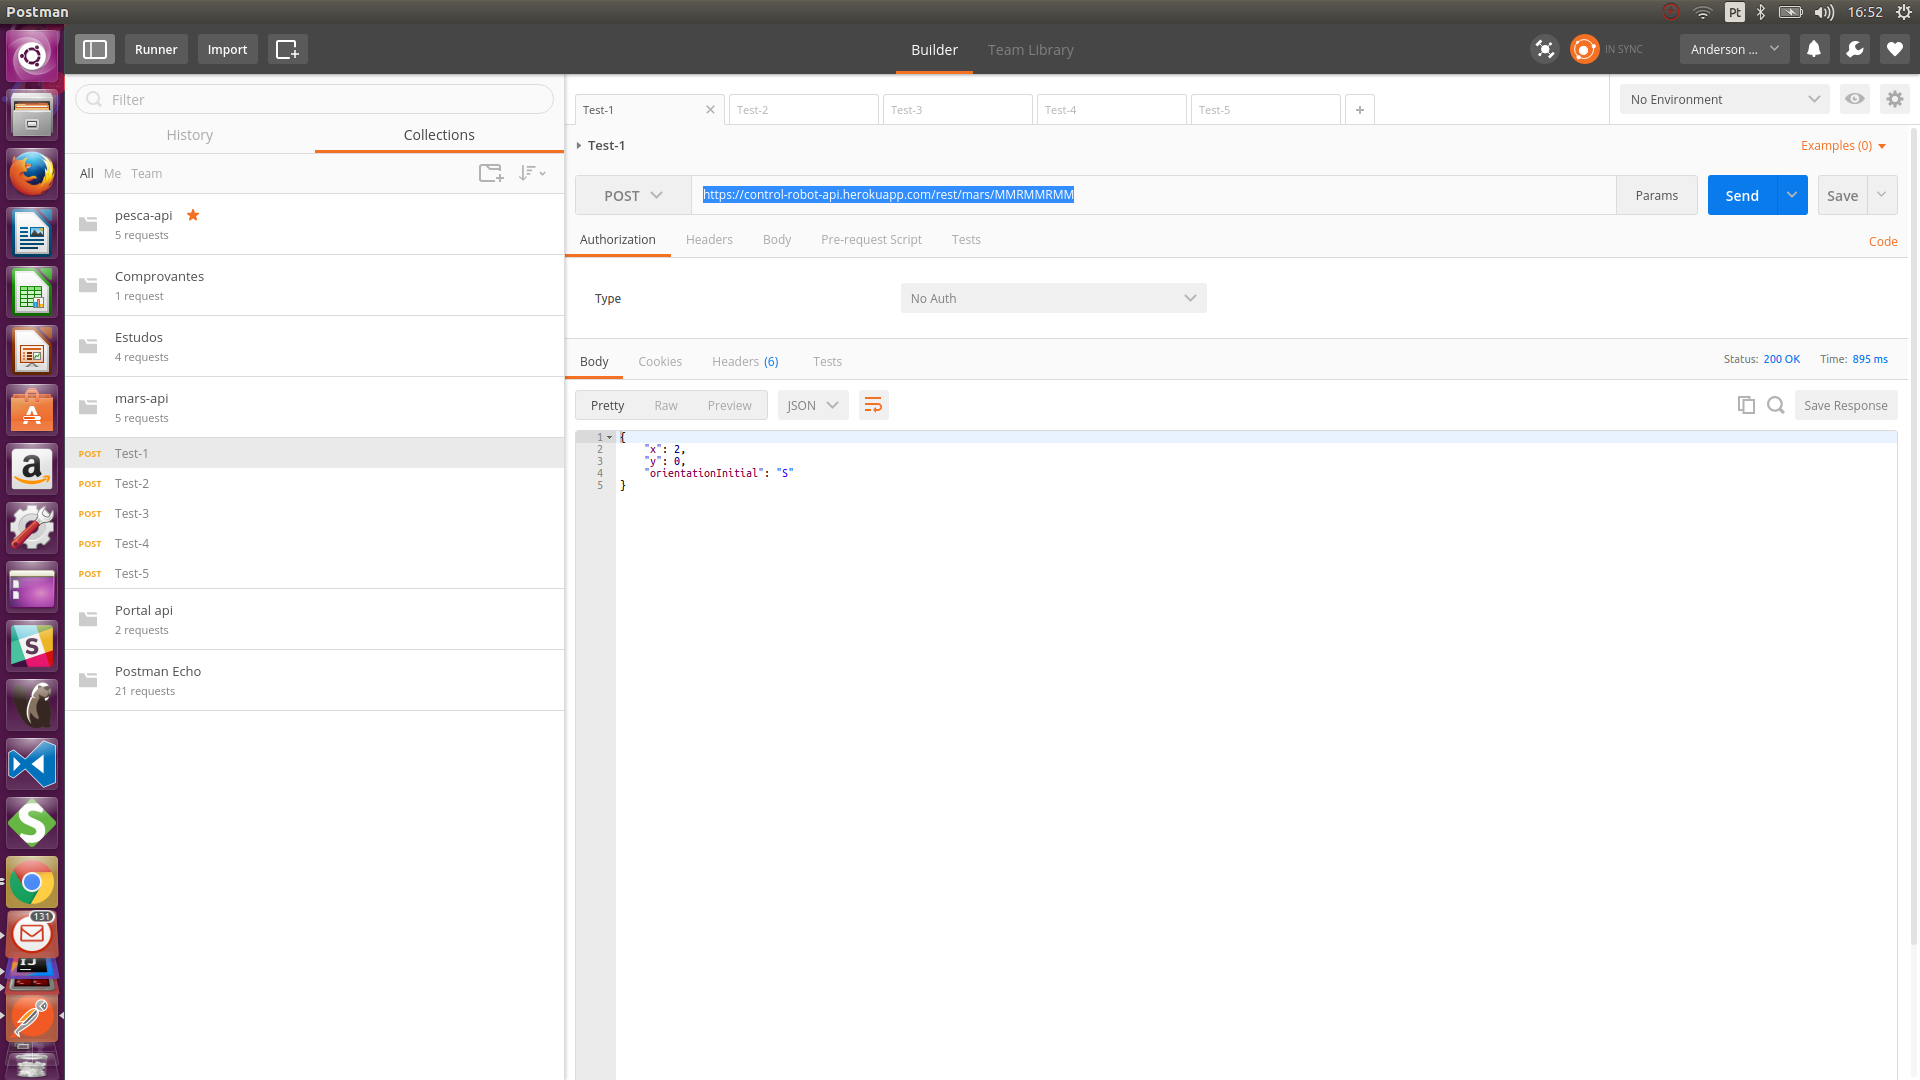 Postman
Pt
16:52
Runner
Import
Builder
Team Library
IN SYNC
Anderson ...
Filter
History
Collections
All
Me
Team
pesca-api
5 requests
Comprovantes
1 request
Estudos
4 requests
mars-api
5 requests
POST Test-1
POST Test-2
POST Test-3
POST Test-4
POST Test-5
Portal api
2 requests
Postman Echo
21 requests
131
Test-1
Test-2
Test-3
Test-4
Test-5
+
No Environment
Test-1
Examples (0)
POST
https://control-robot-api.herokuapp.com/rest/mars/MMRMMRMM
Params
Send
Save
Authorization
Headers
Body
Pre-request Script
Tests
Code
Type
No Auth
Body
Cookies
Headers (6)
Tests
Status: 200 OK
Time: 895 ms
Pretty
Raw
Preview
JSON
Save Response
1 {
2 "x": 2,
3 "y": 0,
4 "orientationInitial": "S"
5 }